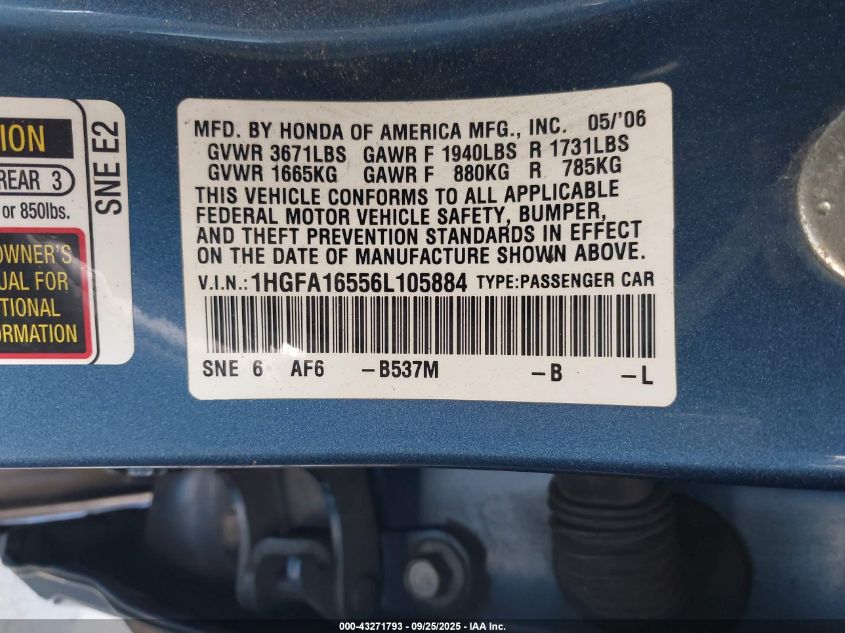 ION
REAR 3
or 850lbs.
OWNER'S
UAL FOR
TIONAL
FORMATION
SNE E2
MFD. BY HONDA OF AMERICA MFG., INC. 05/'06
GVWR 3671LBS GAWR F 1940LBS R 1731LBS
GVWR 1665KG GAWR F 880KG R 785KG
THIS VEHICLE CONFORMS TO ALL APPLICABLE
FEDERAL MOTOR VEHICLE SAFETY, BUMPER,
AND THEFT PREVENTION STANDARDS IN EFFECT
ON THE DATE OF MANUFACTURE SHOWN ABOVE.
V.I.N.:1HGFA16556L105884 TYPE:PASSENGER CAR
SNE 6 AF6 -B537M -B -L
000-43271793 - 09/25/2025 - IAA Inc.